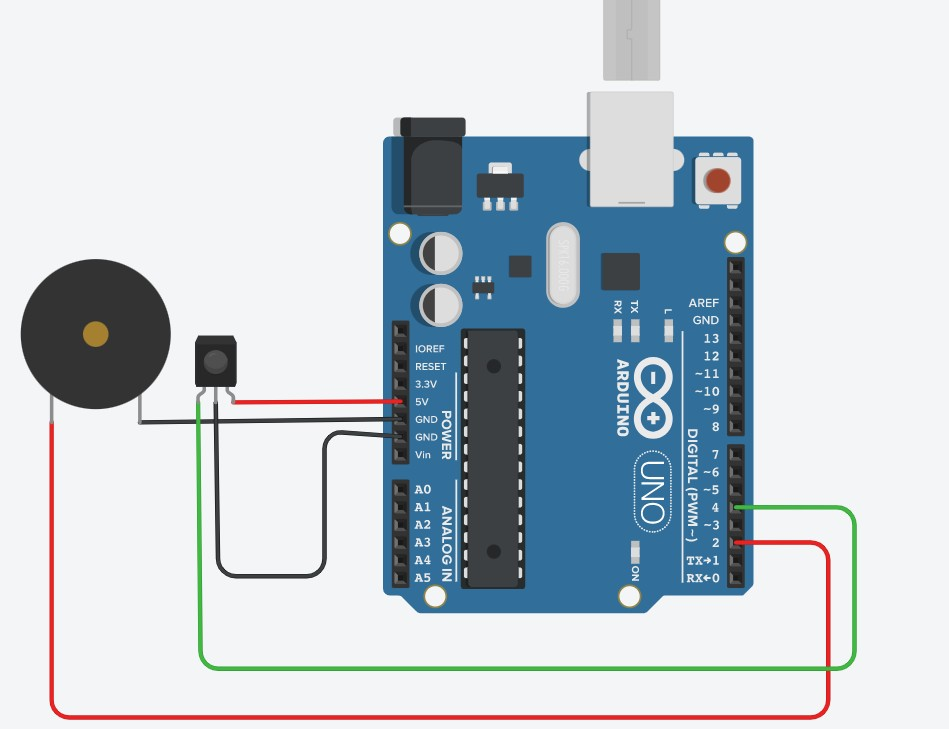 RX
TX
L
AREF
GND
13
12
~11
~10
~9
8
7
~6
~5
4
~3
2
TX→1
RX←0
IOREF
RESET
3.3V
5V
GND
GND
Vin
POWER
A0
A1
A2
A3
A4
A5
ANALOG IN
ARDUINO
UNO
DIGITAL (PWM~)
ON